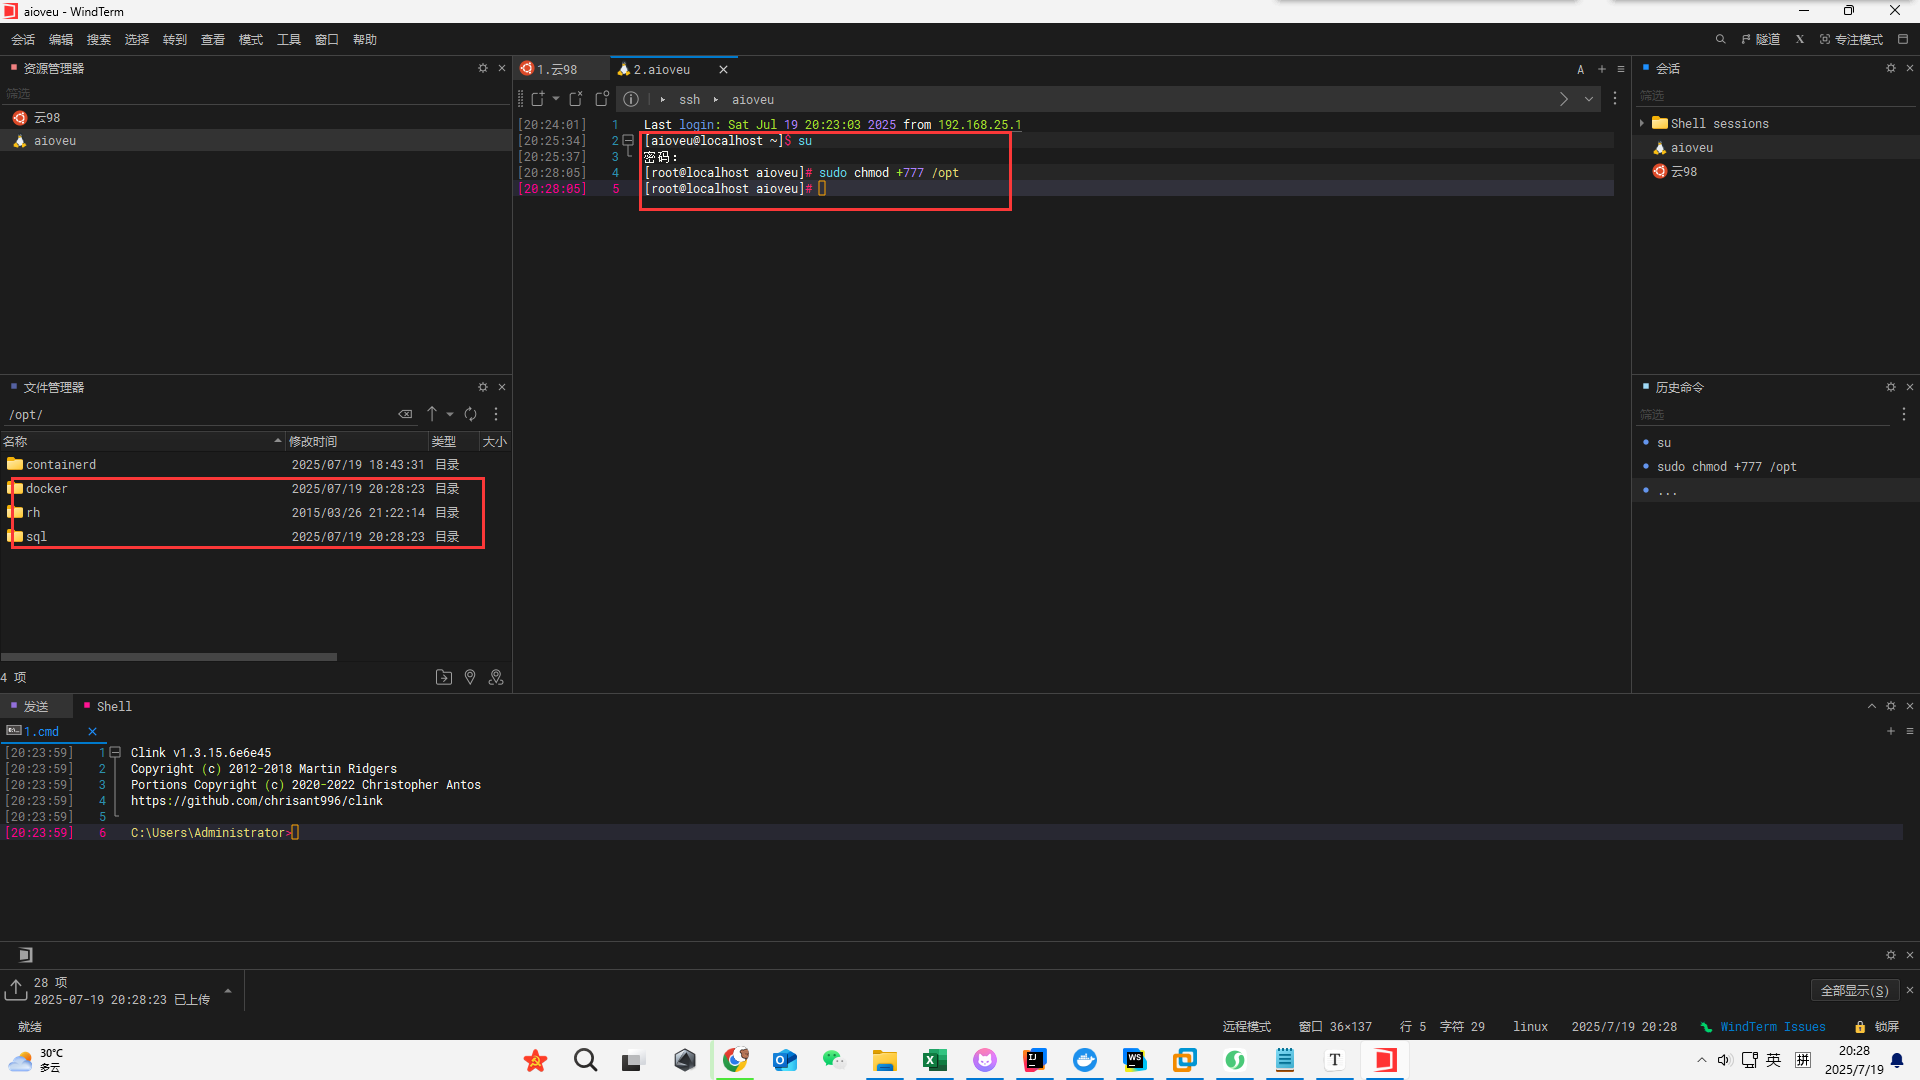 aioveu - WindTerm
会话 编辑 搜索 选择 转到 查看 模式 工具 窗口 帮助
隧道 X 专注模式
资源管理器
筛选
云98
aioveu
1.云98
2.aioveu
A
ssh aioveu
[20:24:01] 1 Last login: Sat Jul 19 20:23:03 2025 from 192.168.25.1
[20:25:34] 2 [aioveu@localhost ~]$ su
[20:25:37] 3 密码：
[20:28:05] 4 [root@localhost aioveu]# sudo chmod +777 /opt
[20:28:05] 5 [root@localhost aioveu]#
会话
筛选
Shell sessions
aioveu
云98
文件管理器
/opt/
名称 修改时间 类型 大小
containerd 2025/07/19 18:43:31 目录
docker 2025/07/19 20:28:23 目录
rh 2015/03/26 21:22:14 目录
sql 2025/07/19 20:28:23 目录
4 项
历史命令
筛选
su
sudo chmod +777 /opt
...
发送
Shell
1.cmd
[20:23:59] 1 Clink v1.3.15.6e6e45
[20:23:59] 2 Copyright (c) 2012-2018 Martin Ridgers
[20:23:59] 3 Portions Copyright (c) 2020-2022 Christopher Antos
[20:23:59] 4 https://github.com/chrisant996/clink
[20:23:59] 5
[20:23:59] 6 C:\Users\Administrator>
28 项
2025-07-19 20:28:23 已上传
全部显示(S)
就绪
远程模式 窗口 36×137 行 5 字符 29 linux 2025/7/19 20:28 WindTerm Issues 锁屏
30°C
多云
IJ
WS
T
英 拼
20:28
2025/7/19